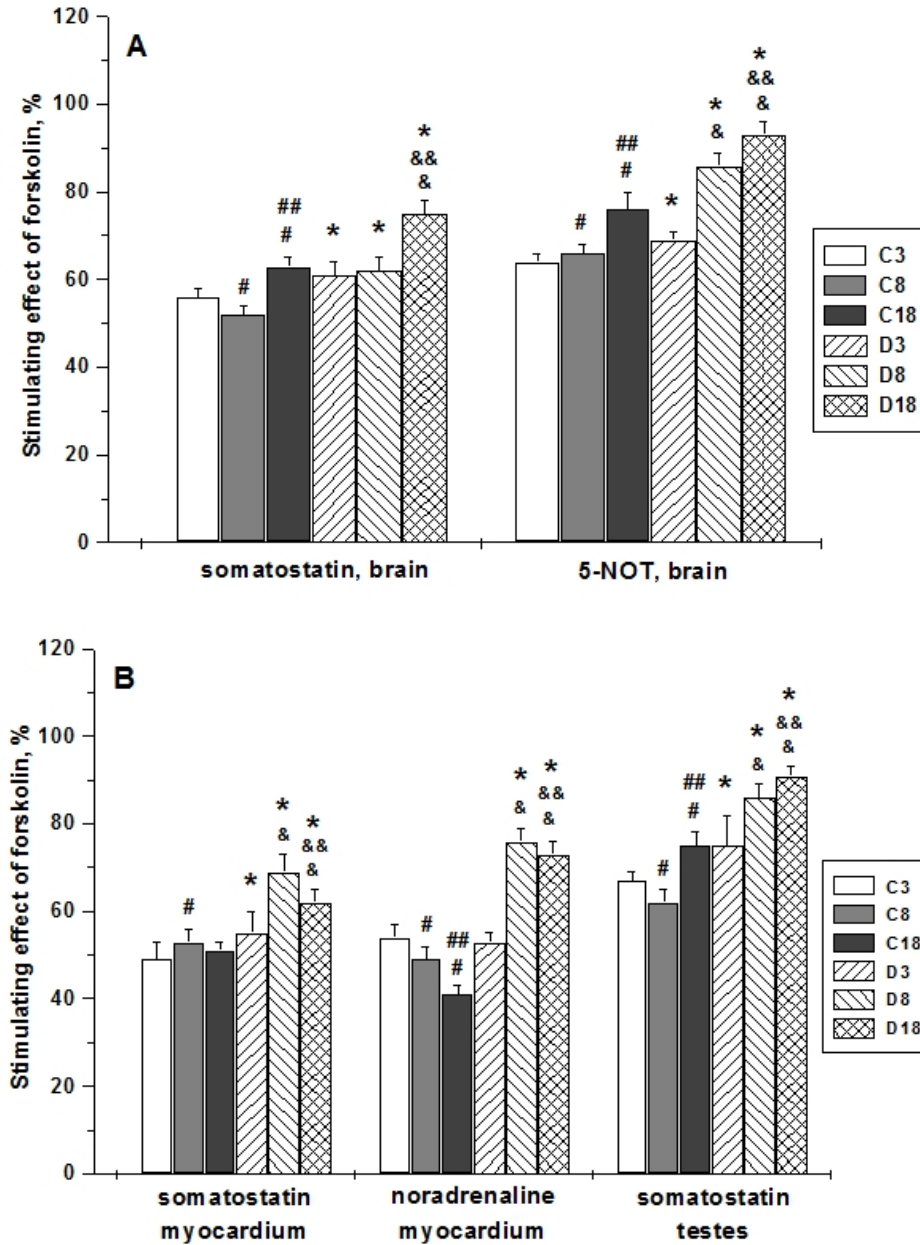 A
Stimulating effect of forskolin, %
120
100
80
60
40
20
0
#
##
#
*
*
*
&&
&
#
##
#
*
*
&
*
&&
&
somatostatin, brain
5-NOT, brain
C3
C8
C18
D3
D8
D18
B
Stimulating effect of forskolin, %
120
100
80
60
40
20
0
#
*
*
&
*
&&
&
#
##
#
*
&
*
&&
&
#
##
#
*
*
&
*
&&
&
somatostatin
myocardium
noradrenaline
myocardium
somatostatin
testes
C3
C8
C18
D3
D8
D18